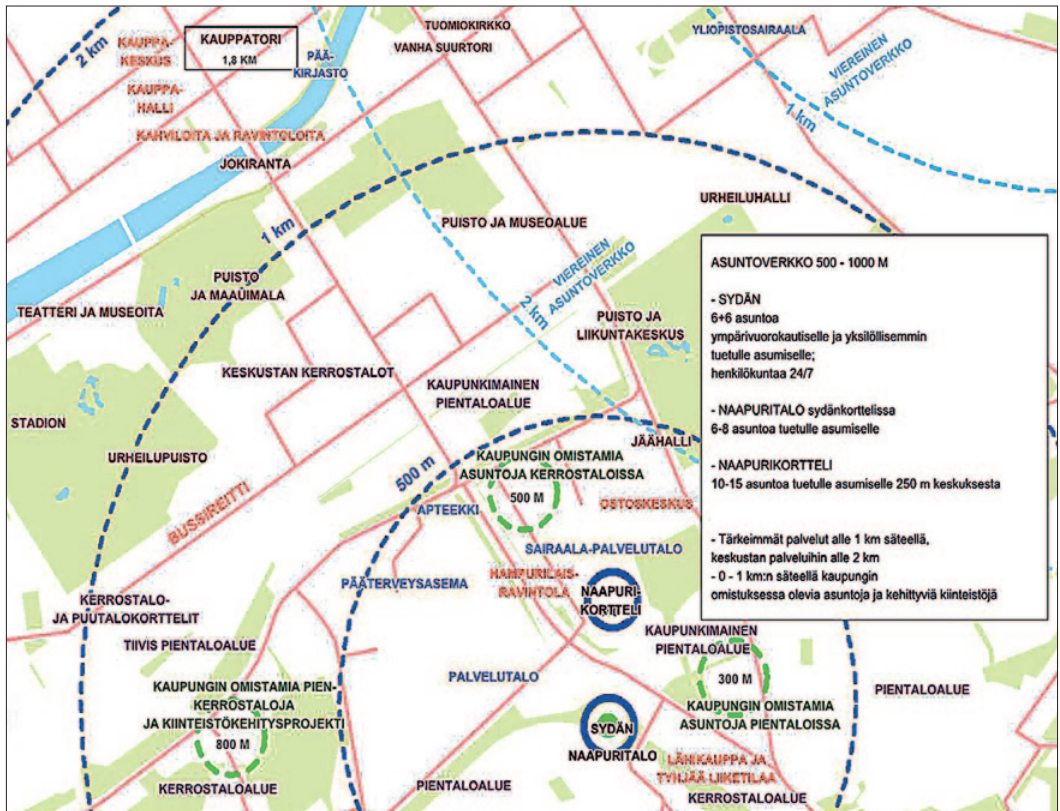 TUOMIOKIRKKO
YLIOPISTOSAIRAALA
2 km
KAUPPA-
KESKUS
KAUPPATORI
1,8 KM
PÄÄ-
KIRJASTO
VANHA SUURTORI
VIEREINEN
ASUNTOVERKKO
1 km
KAUPPA-
HALLI
KAHVILOITA JA RAVINTOLOITA
JOKIRANTA
URHEILUHALLI
1 km
PUISTO JA MUSEOALUE
VIEREINEN
ASUNTOVERKKO
2 km
PUISTO
JA MAAUIMALA
TEATTERI JA MUSEOITA
PUISTO JA
LIIKUNTAKESKUS
KESKUSTAN KERROSTALOT
KAUPUNKIMAINEN
PIENTALOALUE
STADION
URHEILUPUISTO
JÄÄHALLI
500 m
KAUPUNGIN OMISTAMIA
ASUNTOJA KERROSTALOISSA
500 M
BUSSIREITTI
APTEEKKI
OSTOSKESKUS
SAIRAALA-PALVELUTALO
PÄÄTERVEYSASEMA
HAMPURILAIS-
RAVINTOLA
NAAPURI-
KORTTELI
KERROSTALO-
JA PUUTALOKORTTELIT
TIIVIS PIENTALOALUE
KAUPUNKIMAINEN
PIENTALOALUE
PALVELUTALO
300 M
PIENTALOALUE
KAUPUNGIN OMISTAMIA PIEN-
KERROSTALOJA
JA KIINTEISTÖKEHITYSPROJEKTI
800 M
KAUPUNGIN OMISTAMIA
ASUNTOJA PIENTALOISSA
SYDÄN
NAAPURITALO
LÄHIKAUPPA JA
TYHJÄÄ LIIKETILAA
KERROSTALOALUE
PIENTALOALUE
KERROSTALOALUE
ASUNTOVERKKO 500 - 1000 M
- SYDÄN
6+6 asuntoa
ympärivuorokautiselle ja yksilöllisemmin
tuetulle asumiselle;
henkilökuntaa 24/7
- NAAPURITALO sydänkorttelissa
6-8 asuntoa tuetulle asumiselle
- NAAPURIKORTTELI
10-15 asuntoa tuetulle asumiselle 250 m keskuksesta
- Tärkeimmät palvelut alle 1 km säteellä,
keskustan palveluihin alle 2 km
- 0 - 1 km:n säteellä kaupungin
omistuksessa olevia asuntoja ja kehittyviä kiinteistöjä